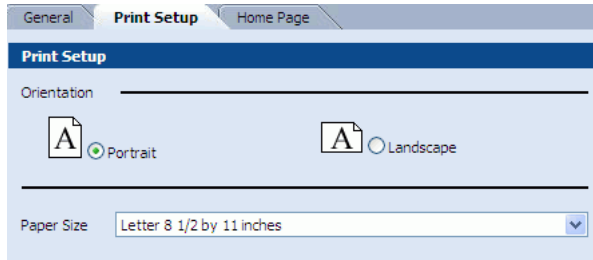 General Print Setup Home Page
Print Setup
Orientation
A Portrait A Landscape
Paper Size Letter 8 1/2 by 11 inches